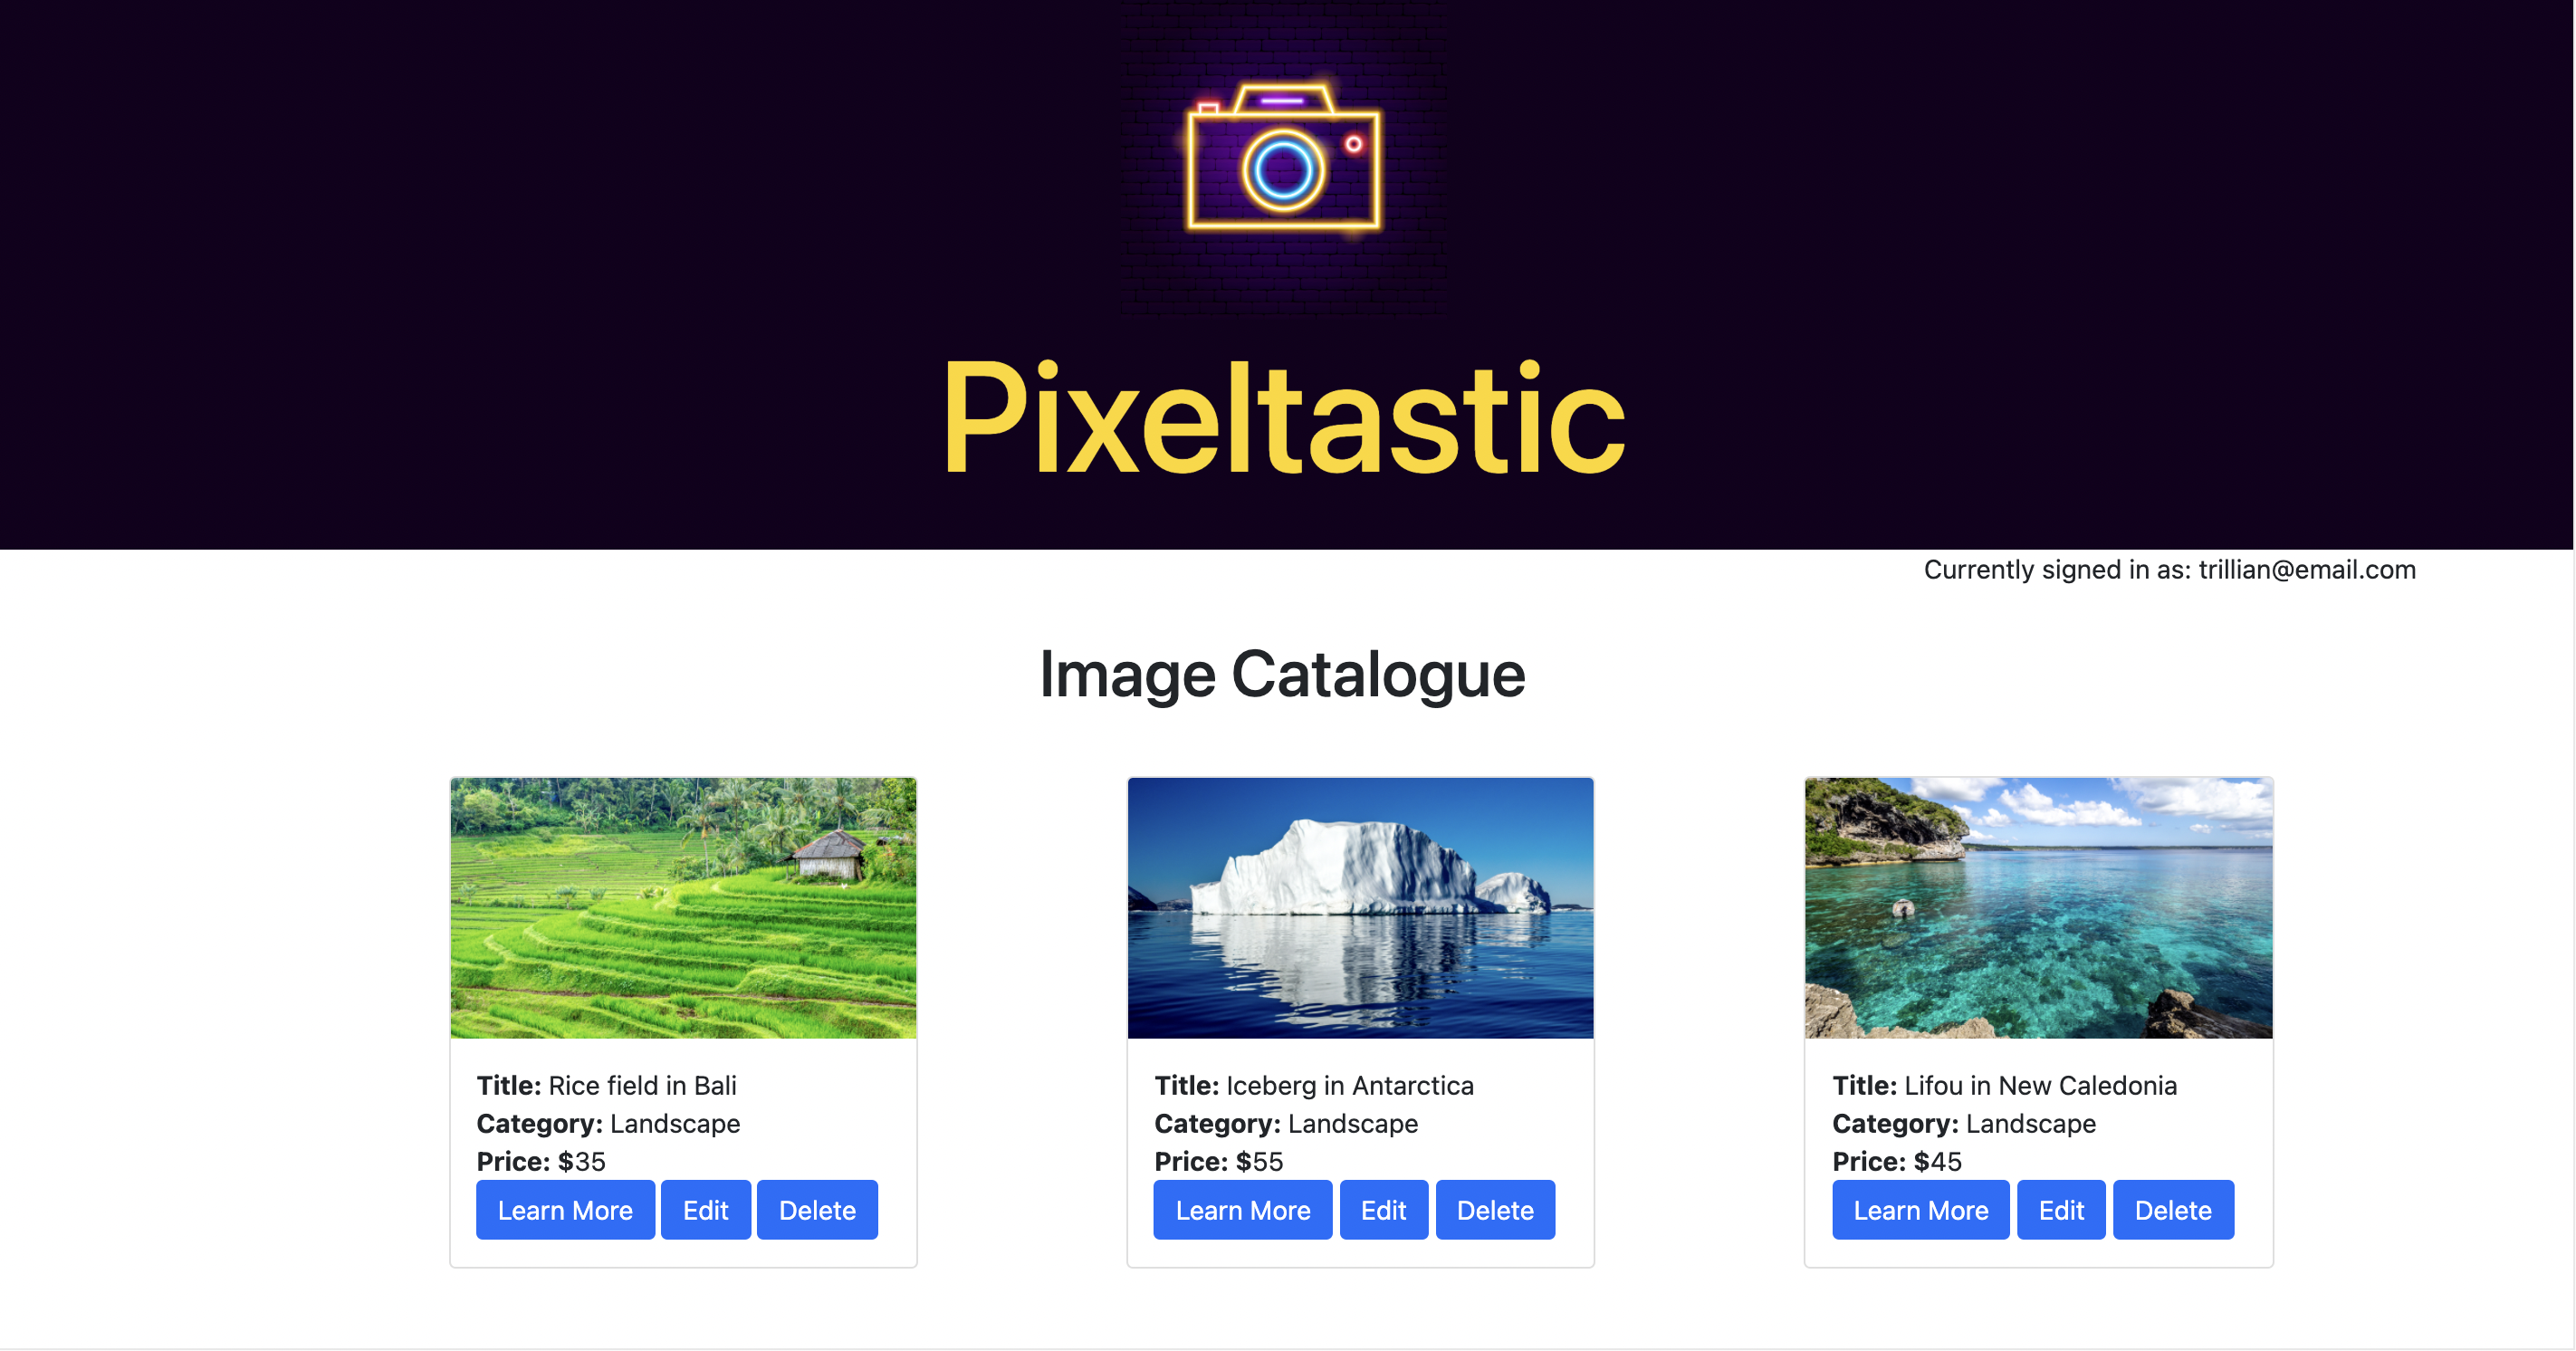 Pixeltastic
Currently signed in as: trillian@email.com
Image Catalogue
Title: Rice field in Bali
Category: Landscape
Price: $35
Learn More Edit Delete
Title: Iceberg in Antarctica
Category: Landscape
Price: $55
Learn More Edit Delete
Title: Lifou in New Caledonia
Category: Landscape
Price: $45
Learn More Edit Delete